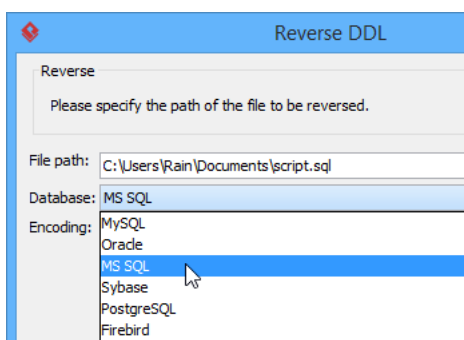 Reverse DDL
Reverse
Please specify the path of the file to be reversed.
File path: C:\Users\Rain\Documents\script.sql
Database: MS SQL
Encoding: MySQL
Oracle
MS SQL
Sybase
PostgreSQL
Firebird